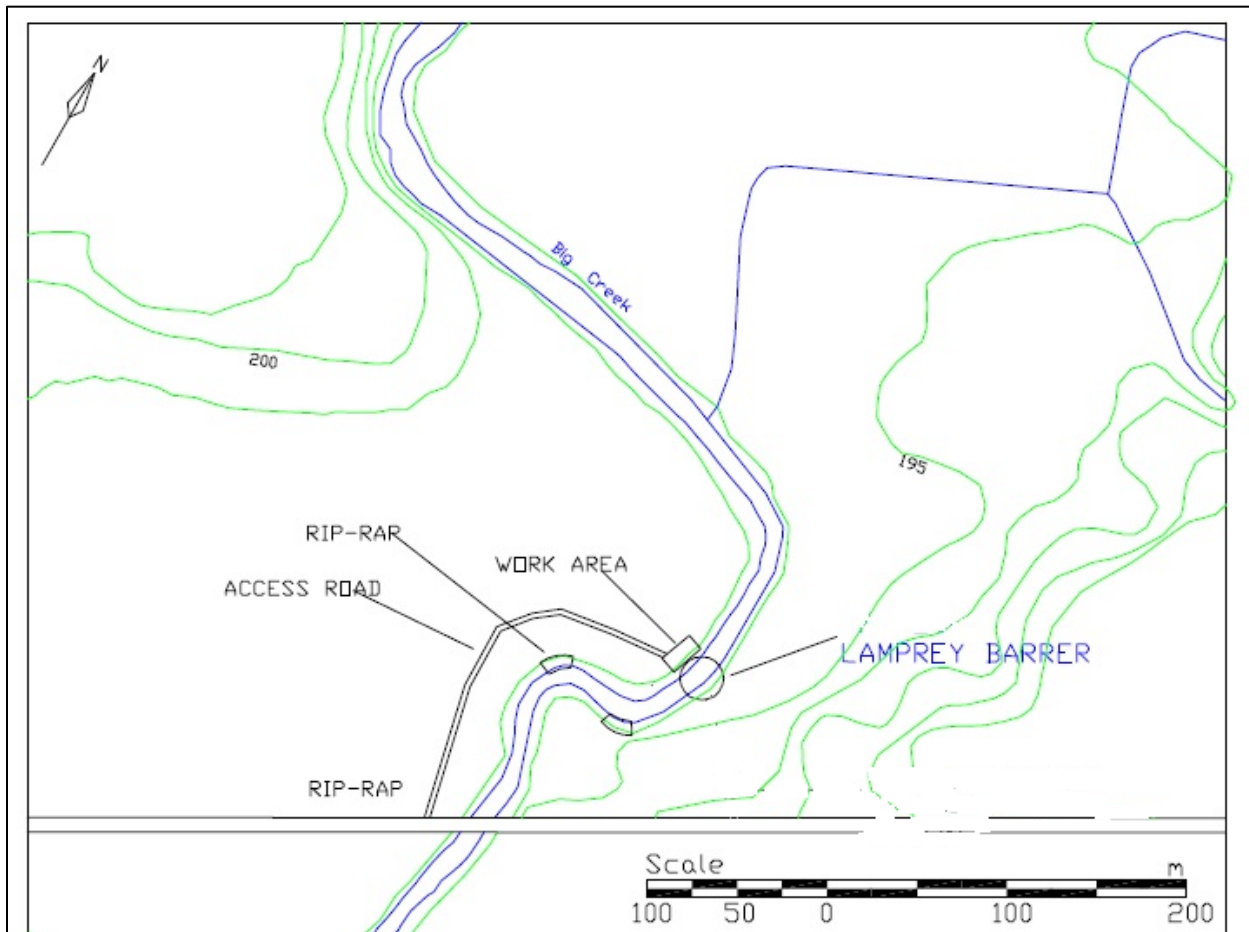 N
Big Creek
200
195
RIP-RAR
WORK AREA
ACCESS ROAD
LAMPREY BARRER
RIP-RAP
Scale
m
100 50 0 100 200